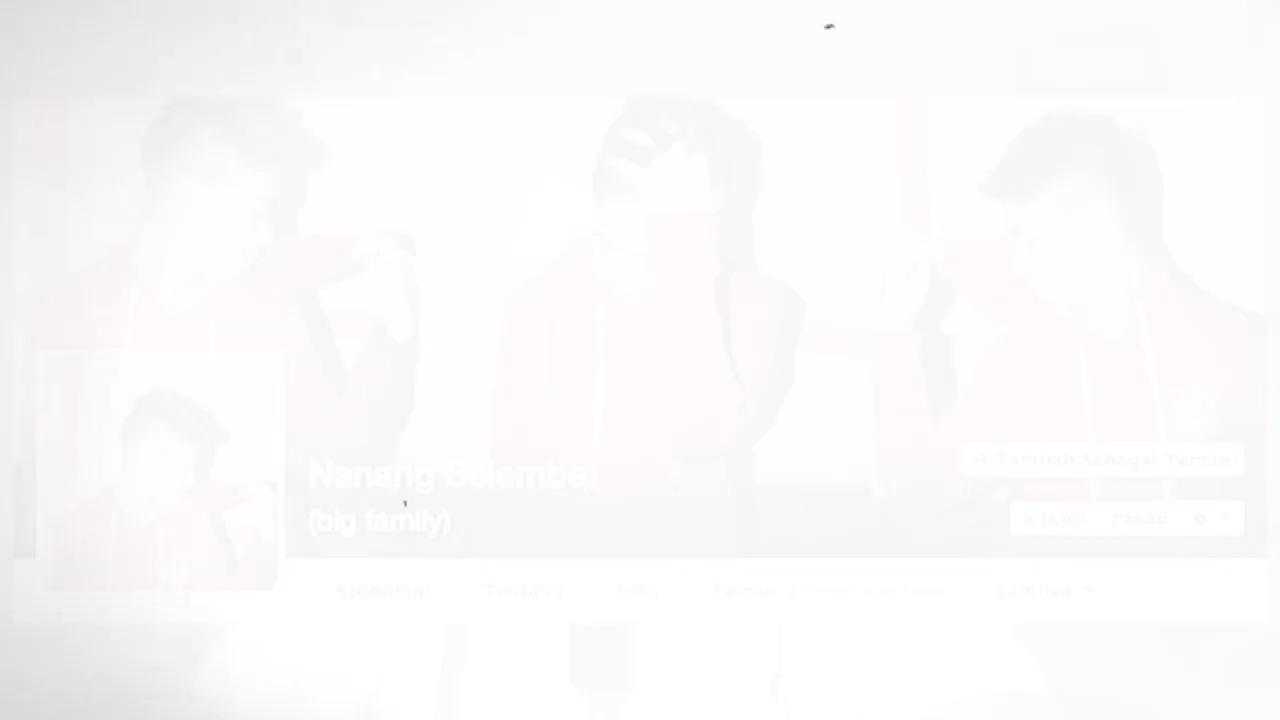 Nanang Selembe
(big family)
Tambah Sebagai Teman
Ikuti Pesan
Kronologi Tentang Foto Teman Lainnya